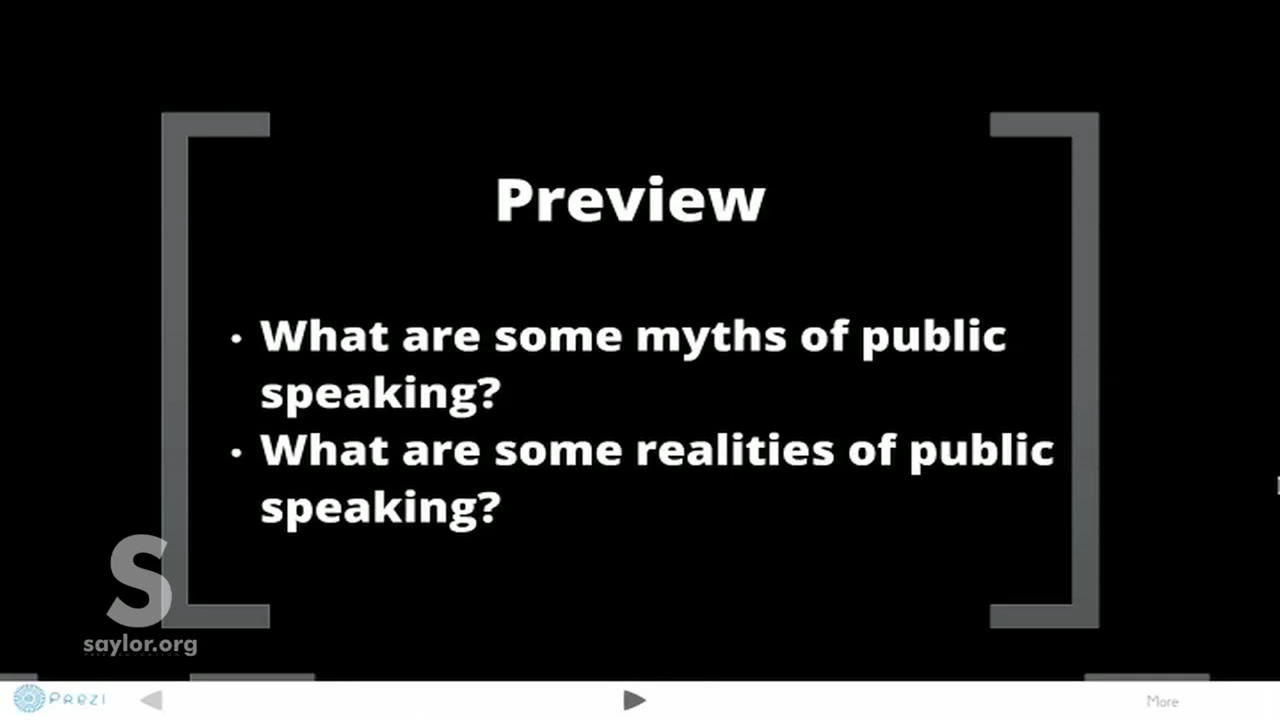 Preview
• What are some myths of public
speaking?
• What are some realities of public
speaking?
S
saylor.org
Prezi
More